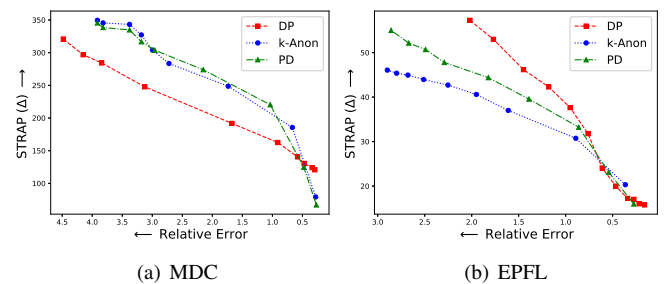 350
300
250
200
150
100
STRAP (Δ) ⟶
4.5 4.0 3.5 3.0 2.5 2.0 1.5 1.0 0.5
⟵ Relative Error
DP
k-Anon
PD
(a) MDC
50
40
30
20
STRAP (Δ) ⟶
3.0 2.5 2.0 1.5 1.0 0.5
⟵ Relative Error
DP
k-Anon
PD
(b) EPFL